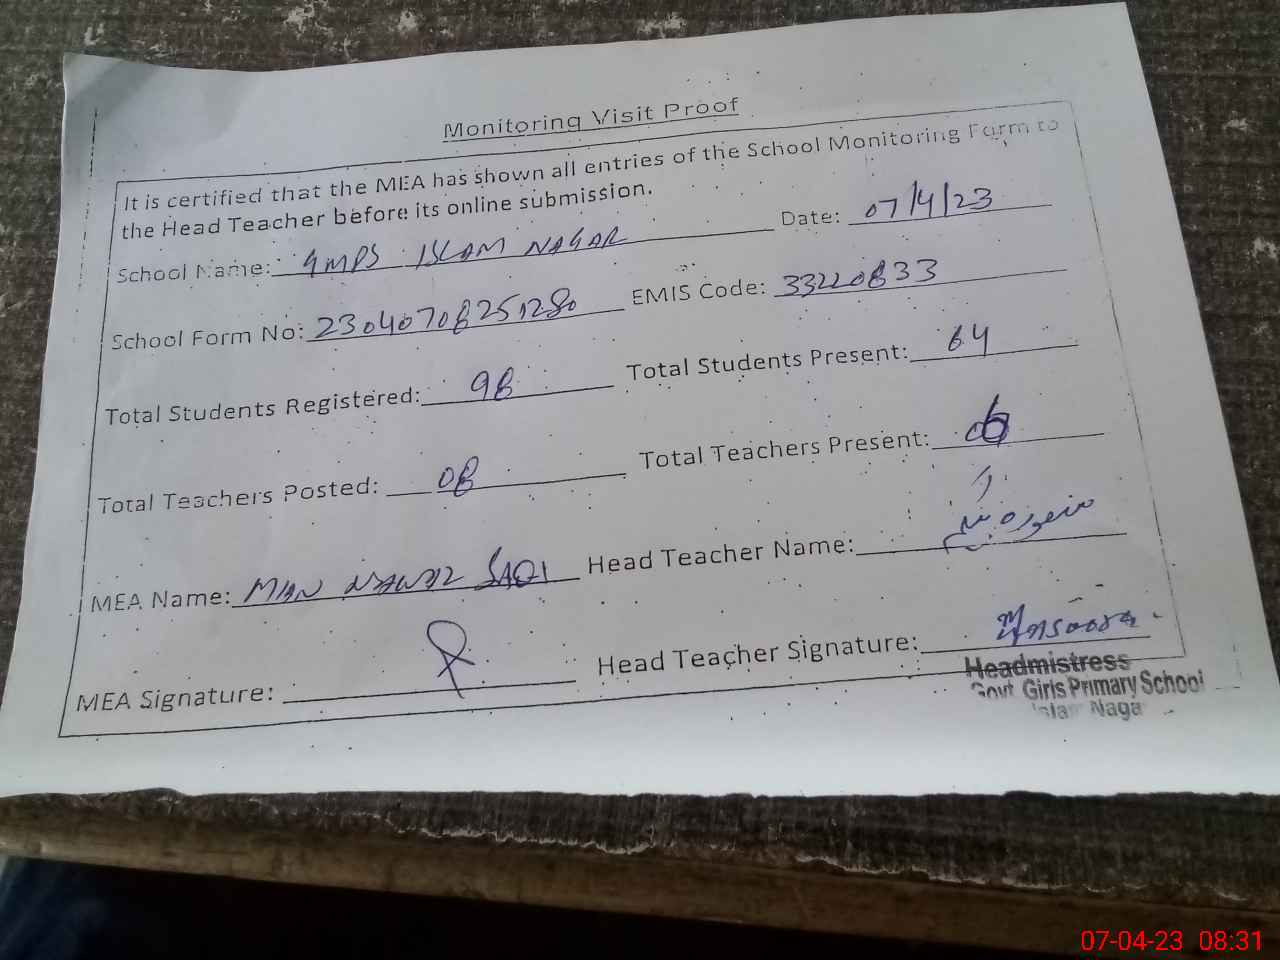 Monitoring Visit Proof
It is certified that the MEA has shown all entries of the School Monitoring Form to
the Head Teacher before its online submission.
School Name: GMPS ISLAM NAGAR Date: 07/4/23
School Form No: 23040708251280 EMIS Code: 33220833
Total Students Registered: 98 Total Students Present: 64
Total Teachers Posted: 08 Total Teachers Present:
MEA Name: MIAN NAWAZ SAQI Head Teacher Name:
MEA Signature: Head Teacher Signature:
Headmistress
Govt Girls Primary School
Nagar
07-04-23 08:31